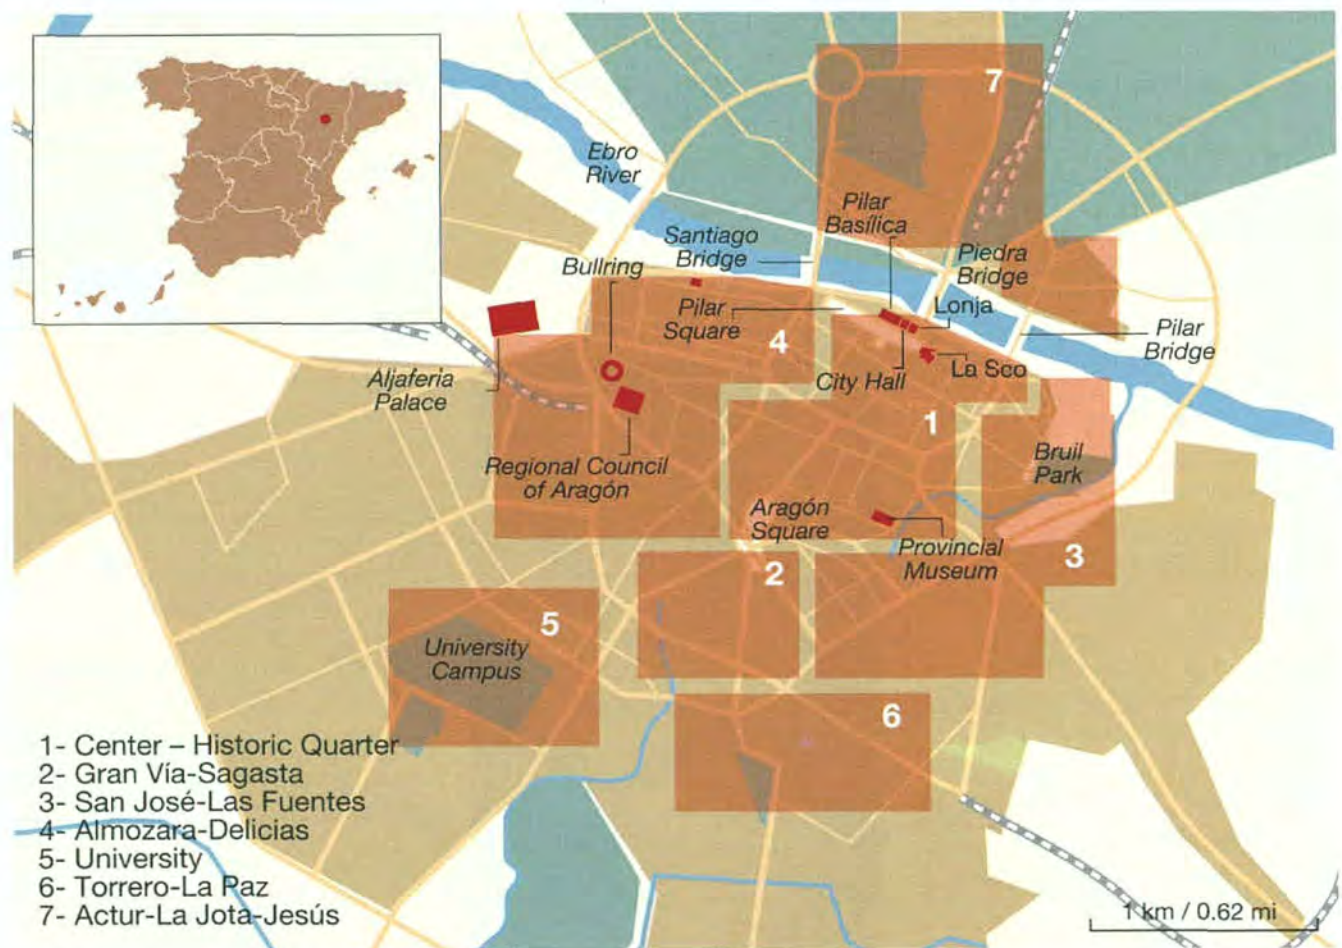 7
Ebro
River
Pilar
Basílica
Santiago
Bridge
Piedra
Bridge
Bullring
Lonja
Pilar
Square
4
Pilar
Bridge
City Hall
La Seo
Aljaferia
Palace
1
Regional Council
of Aragón
Bruil
Park
Aragón
Square
Provincial
Museum
3
2
5
University
Campus
6
1- Center – Historic Quarter
2- Gran Vía-Sagasta
3- San José-Las Fuentes
4- Almozara-Delicias
5- University
6- Torrero-La Paz
7- Actur-La Jota-Jesús
1 km / 0.62 mi